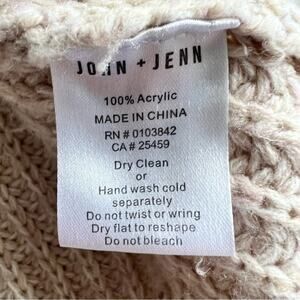 JOHN + JENN
100% Acrylic
MADE IN CHINA
RN # 0103842
CA # 25459
Dry Clean
or
Hand wash cold
separately
Do not twist or wring
Dry flat to reshape
Do not bleach